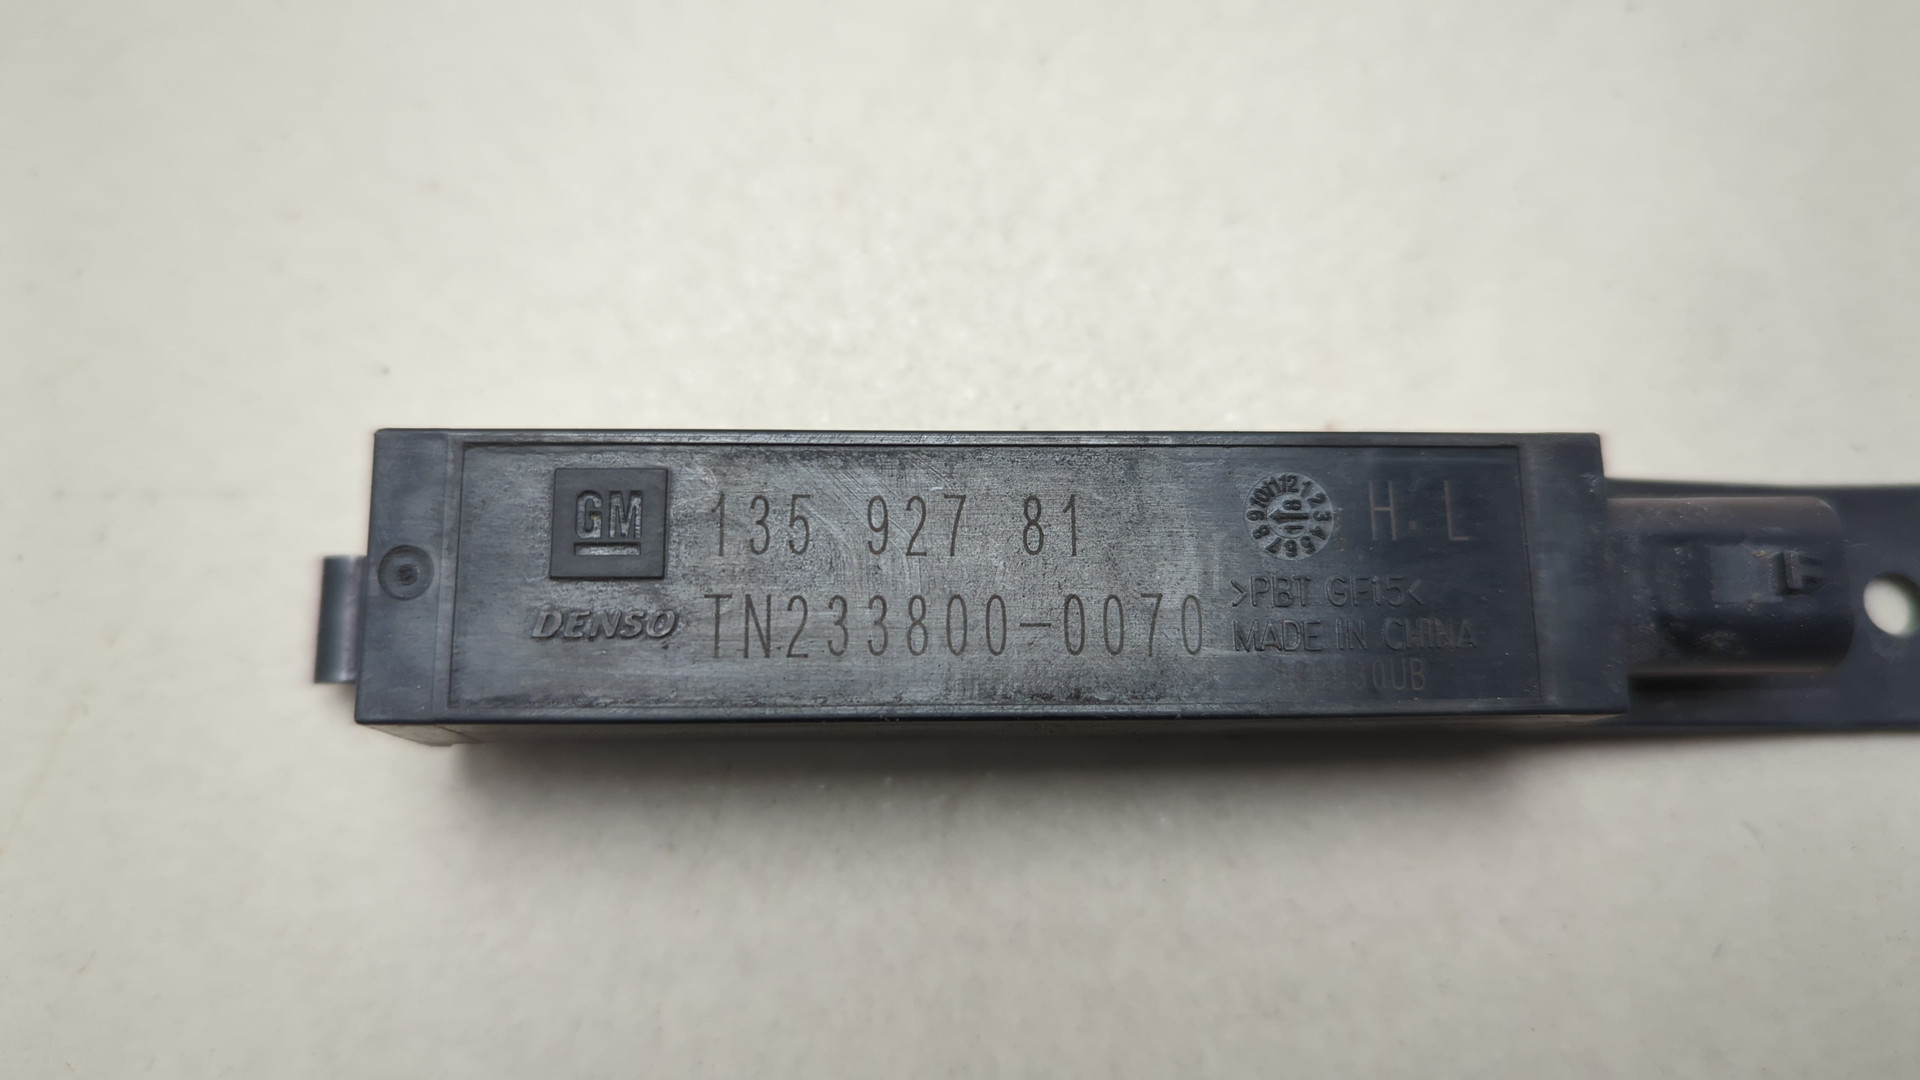 GM 135 927 81
DENSO TN233800-0070
H. L
>PBT GF15<
MADE IN CHINA